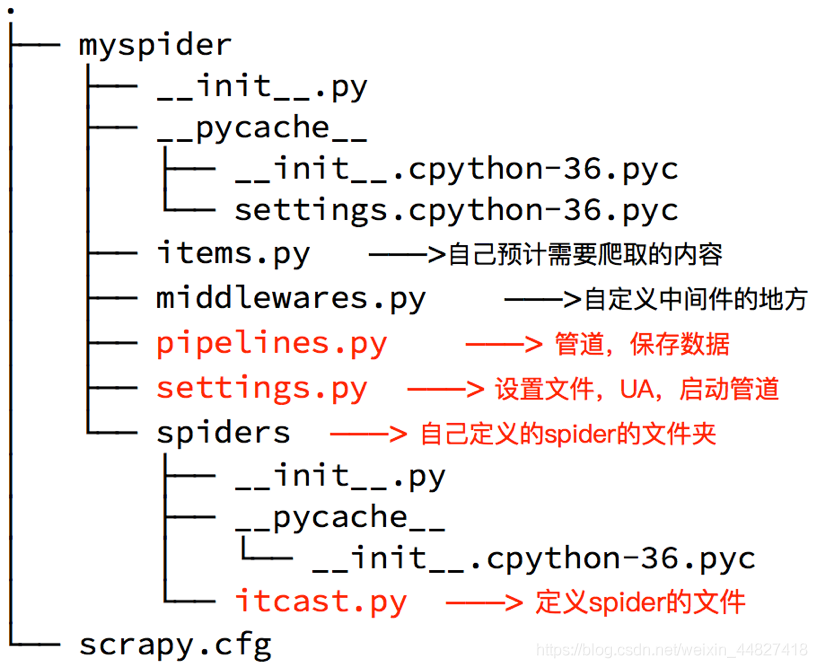 .
├── myspider
├── __init__.py
├── __pycache__
├── __init__.cpython-36.pyc
└── settings.cpython-36.pyc
├── items.py ———>自己预计需要爬取的内容
├── middlewares.py ———>自定义中间件的地方
├── pipelines.py ———> 管道，保存数据
├── settings.py ———> 设置文件，UA，启动管道
└── spiders ———> 自己定义的spider的文件夹
├── __init__.py
├── __pycache__
└── __init__.cpython-36.pyc
└── itcast.py ———> 定义spider的文件
└── scrapy.cfg
https://blog.csdn.net/weixin_44827418